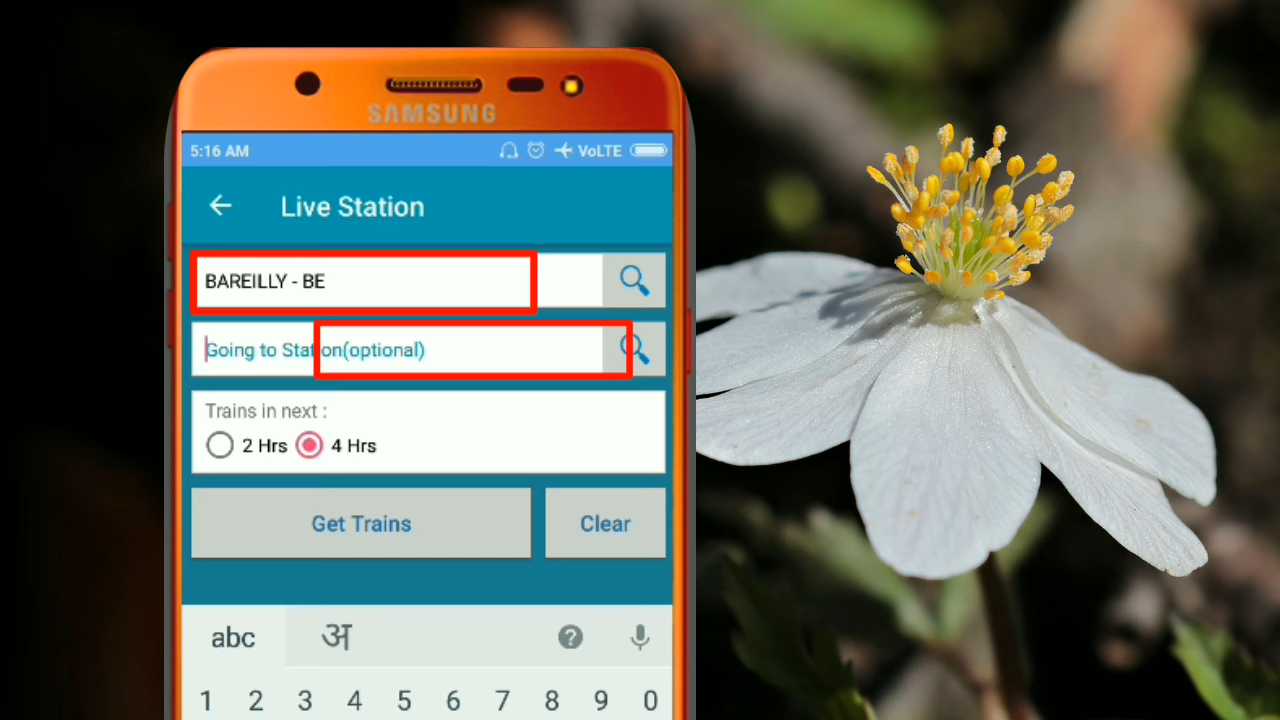 SAMSUNG
5:16 AM VoLTE
Live Station
BAREILLY - BE
Going to Station(optional)
Trains in next :
2 Hrs 4 Hrs
Get Trains Clear
abc अ ?
1 2 3 4 5 6 7 8 9 0